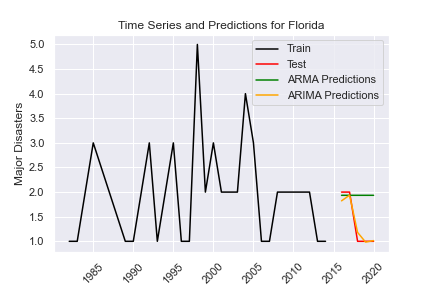 Time Series and Predictions for Florida
Train
Test
ARMA Predictions
ARIMA Predictions
Major Disasters
5.0
4.5
4.0
3.5
3.0
2.5
2.0
1.5
1.0
1985
1990
1995
2000
2005
2010
2015
2020